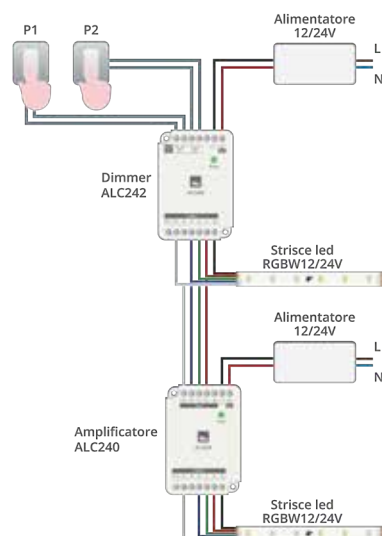 P1 P2
Alimentatore
12/24V
L
N
Dimmer
ALC242
Strisce led
RGBW12/24V
Alimentatore
12/24V
L
N
Amplificatore
ALC240
Strisce led
RGBW12/24V